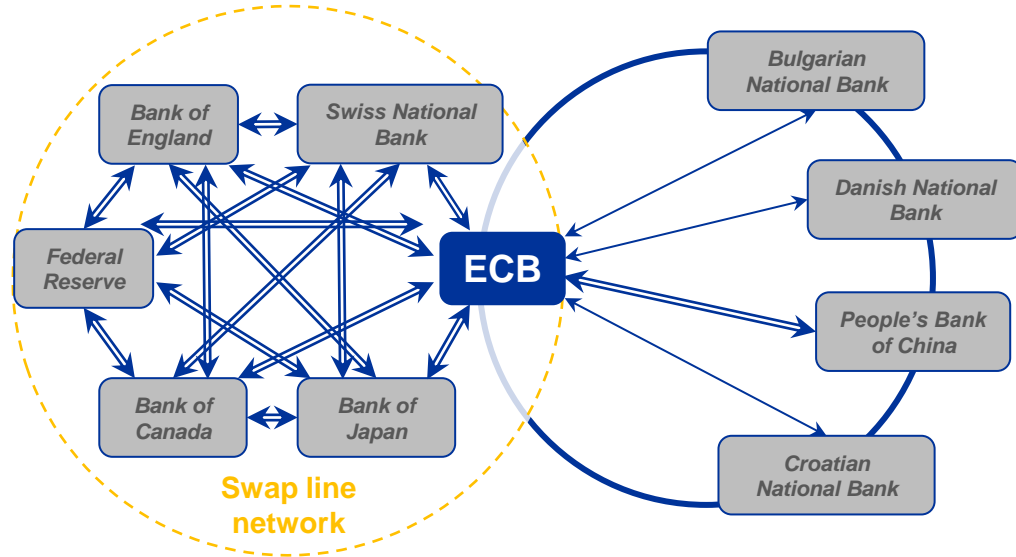 Bank of
England
Swiss National
Bank
Federal
Reserve
ECB
Bank of
Canada
Bank of
Japan
Swap line
network
Bulgarian
National Bank
Danish National
Bank
People's Bank
of China
Croatian
National Bank